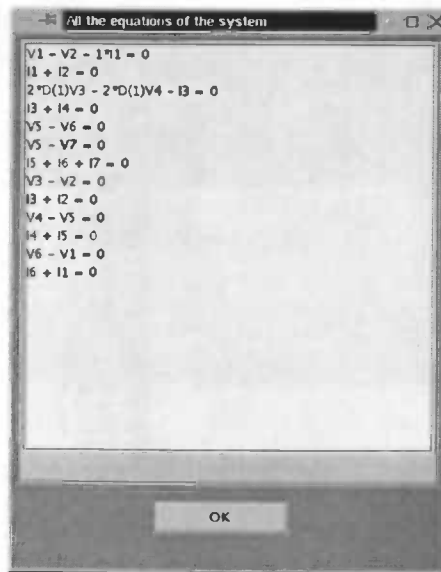 All the equations of the system
V1 - V2 - 1*I1 = 0
I1 + I2 = 0
2*D(1)V3 - 2*D(1)V4 - I3 = 0
I3 + I4 = 0
V5 - V6 = 0
V5 - V7 = 0
I5 + I6 + I7 = 0
V3 - V2 = 0
I3 + I2 = 0
V4 - V5 = 0
I4 + I5 = 0
V6 - V1 = 0
I6 + I1 = 0
OK